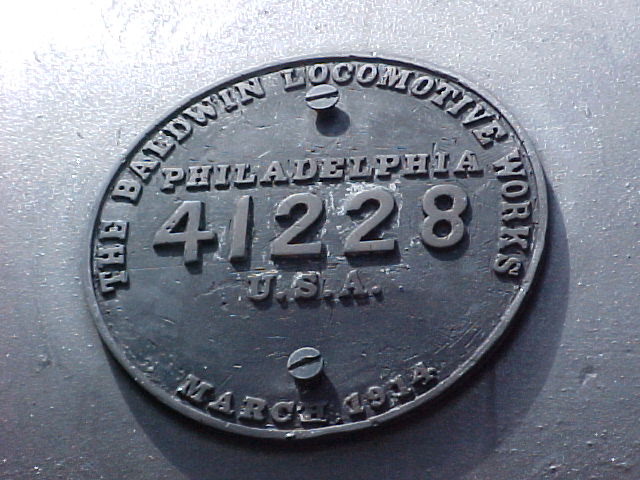 THE BALDWIN LOCOMOTIVE WORKS
PHILADELPHIA
41228
U.S.A.
MARCH 1914